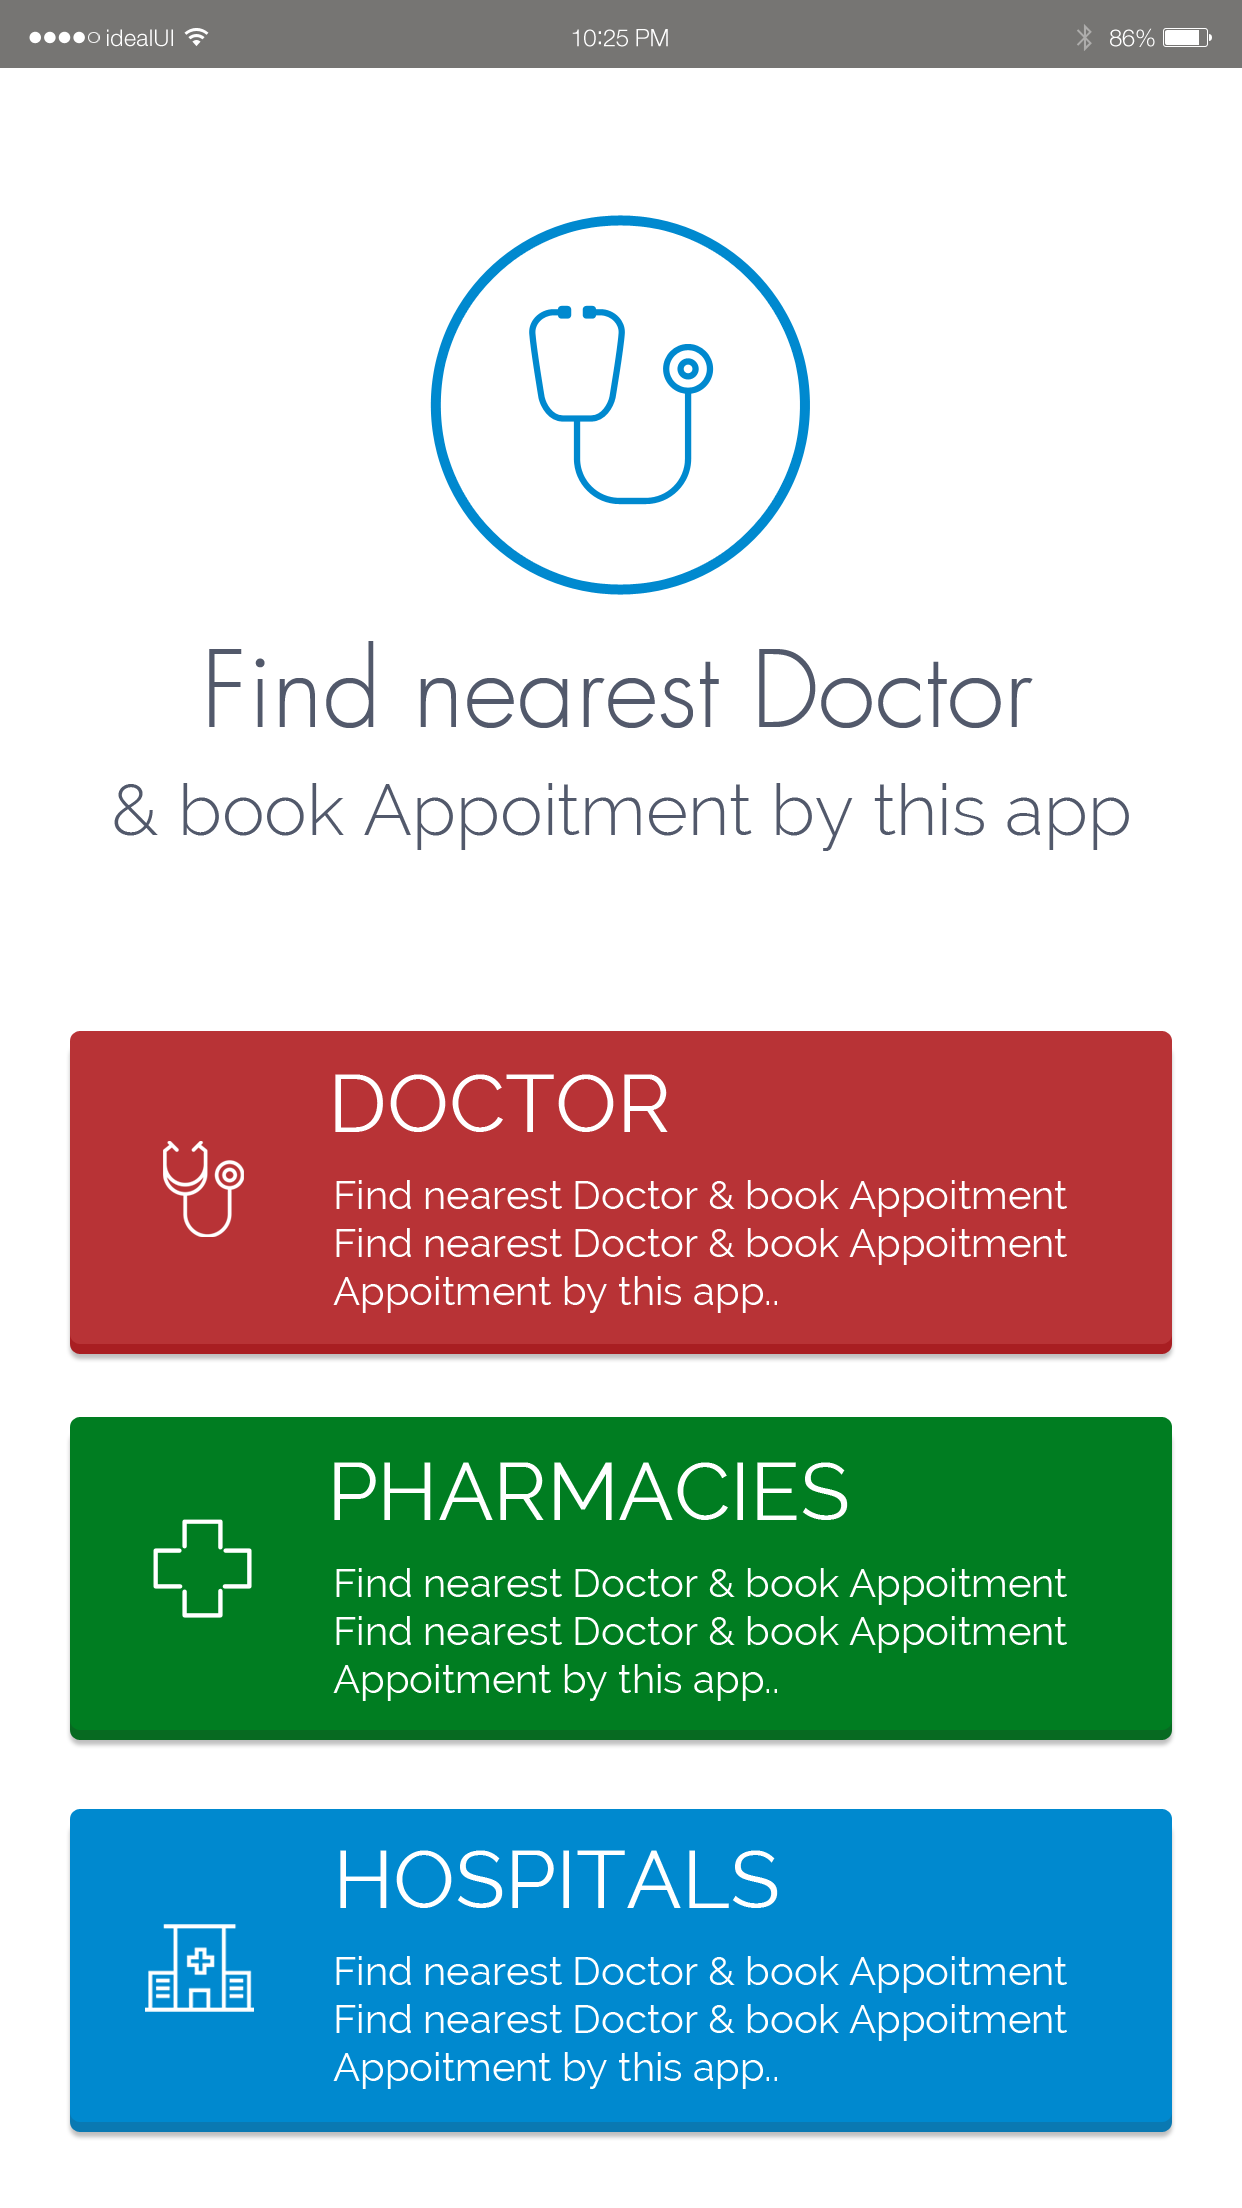 idealUI
10:25 PM
86%
Find nearest Doctor
& book Appoitment by this app
DOCTOR
Find nearest Doctor & book Appoitment
Find nearest Doctor & book Appoitment
Appoitment by this app..
PHARMACIES
Find nearest Doctor & book Appoitment
Find nearest Doctor & book Appoitment
Appoitment by this app..
HOSPITALS
Find nearest Doctor & book Appoitment
Find nearest Doctor & book Appoitment
Appoitment by this app..